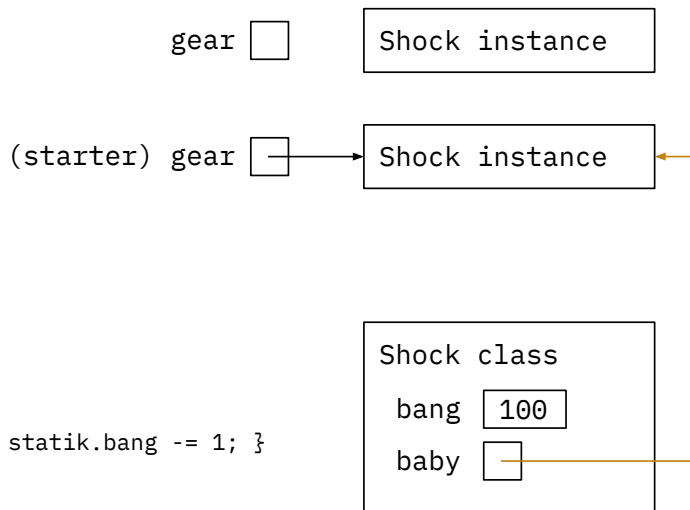 gear Shock instance
(starter) gear Shock instance
Shock class
bang 100
statik.bang -= 1; }
baby